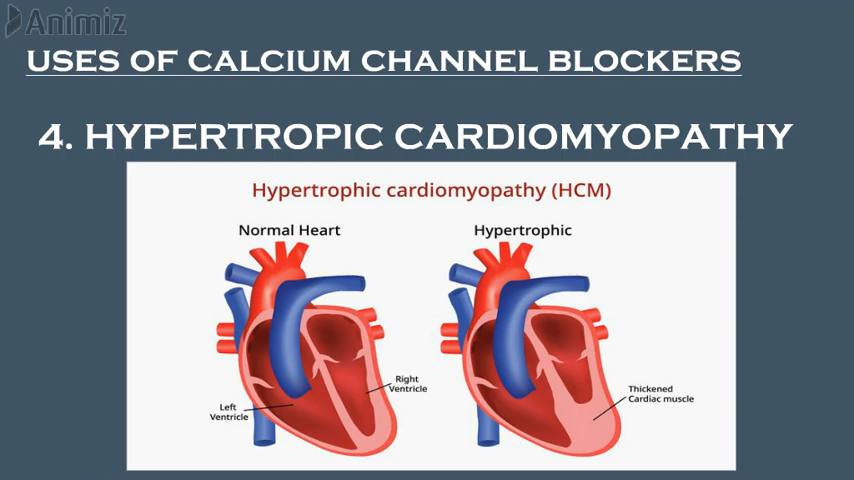 Animiz
USES OF CALCIUM CHANNEL BLOCKERS
4. HYPERTROPIC CARDIOMYOPATHY
Hypertrophic cardiomyopathy (HCM)
Normal Heart
Hypertrophic
Right
Ventricle
Left
Ventricle
Thickened
Cardiac muscle